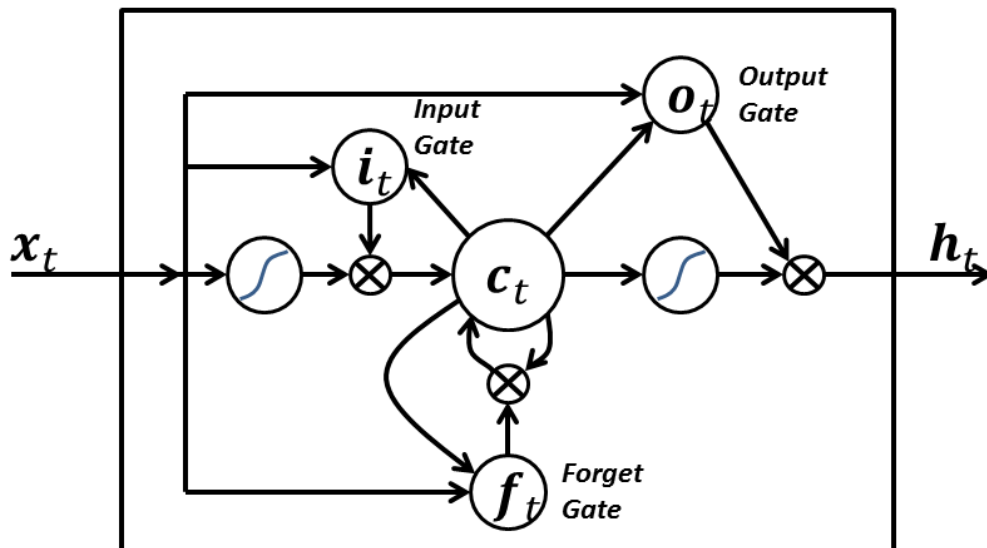 Output
Gate
o_t
Input
Gate
i_t
x_t
c_t
h_t
f_t
Forget
Gate